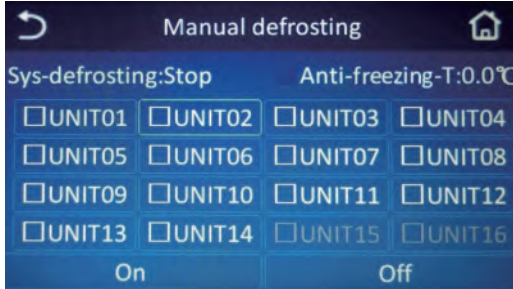 Manual defrosting
Sys-defrosting:Stop Anti-freezing-T:0.0℃
☐UNIT01 ☐UNIT02 ☐UNIT03 ☐UNIT04
☐UNIT05 ☐UNIT06 ☐UNIT07 ☐UNIT08
☐UNIT09 ☐UNIT10 ☐UNIT11 ☐UNIT12
☐UNIT13 ☐UNIT14 ☐UNIT15 ☐UNIT16
On Off